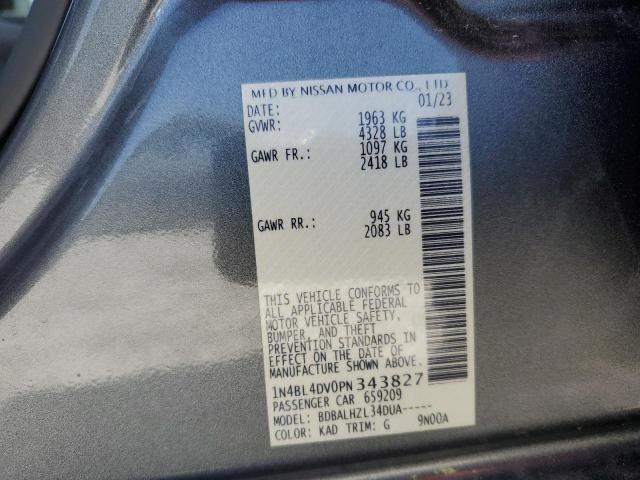 MFD BY NISSAN MOTOR CO., LTD
DATE: 01/23
GVWR: 1963 KG
4328 LB
GAWR FR.: 1097 KG
2418 LB
GAWR RR.: 945 KG
2083 LB
THIS VEHICLE CONFORMS TO
ALL APPLICABLE FEDERAL
MOTOR VEHICLE SAFETY,
BUMPER, AND THEFT
PREVENTION STANDARDS IN
EFFECT ON THE DATE OF
MANUFACTURE SHOWN ABOVE.
1N4BL4DV0PN343827
PASSENGER CAR 659209
MODEL: BDBALHZL34DUA-----
COLOR: KAD TRIM: G 9N00A